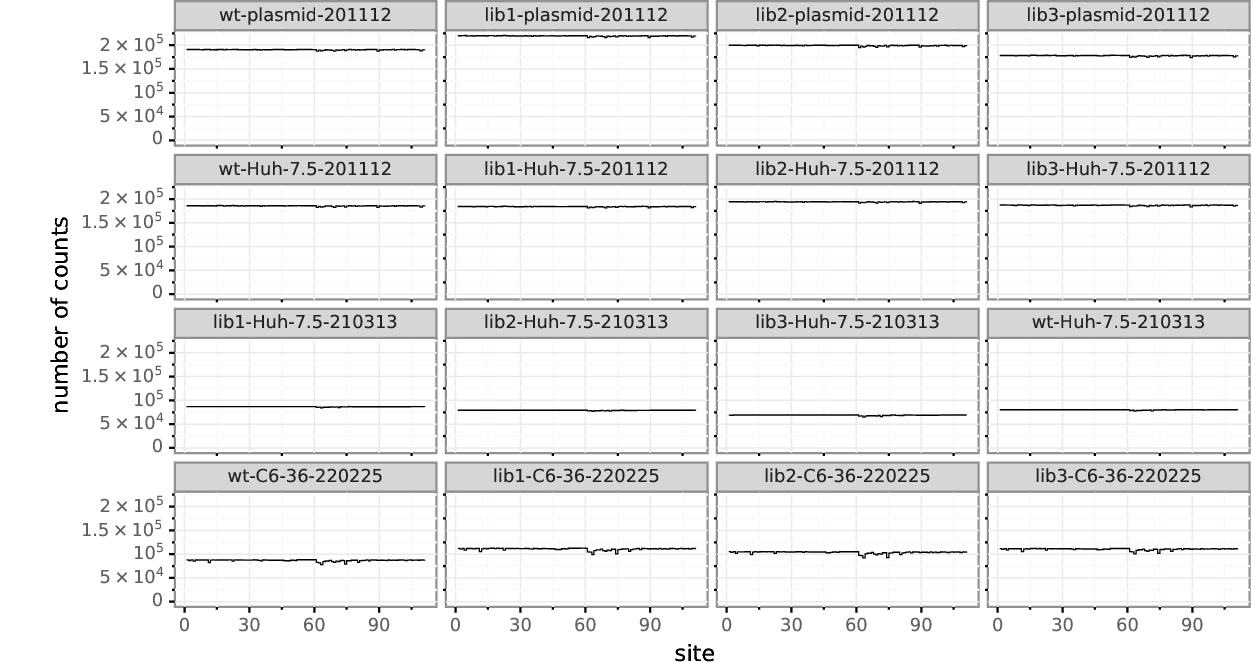 wt-plasmid-201112 lib1-plasmid-201112 lib2-plasmid-201112 lib3-plasmid-201112
2 × 10⁵
1.5 × 10⁵
10⁵
5 × 10⁴
0
wt-Huh-7.5-201112 lib1-Huh-7.5-201112 lib2-Huh-7.5-201112 lib3-Huh-7.5-201112
2 × 10⁵
1.5 × 10⁵
10⁵
5 × 10⁴
0
number of counts
lib1-Huh-7.5-210313 lib2-Huh-7.5-210313 lib3-Huh-7.5-210313 wt-Huh-7.5-210313
2 × 10⁵
1.5 × 10⁵
10⁵
5 × 10⁴
0
wt-C6-36-220225 lib1-C6-36-220225 lib2-C6-36-220225 lib3-C6-36-220225
2 × 10⁵
1.5 × 10⁵
10⁵
5 × 10⁴
0
0 30 60 90 0 30 60 90 0 30 60 90 0 30 60 90
site